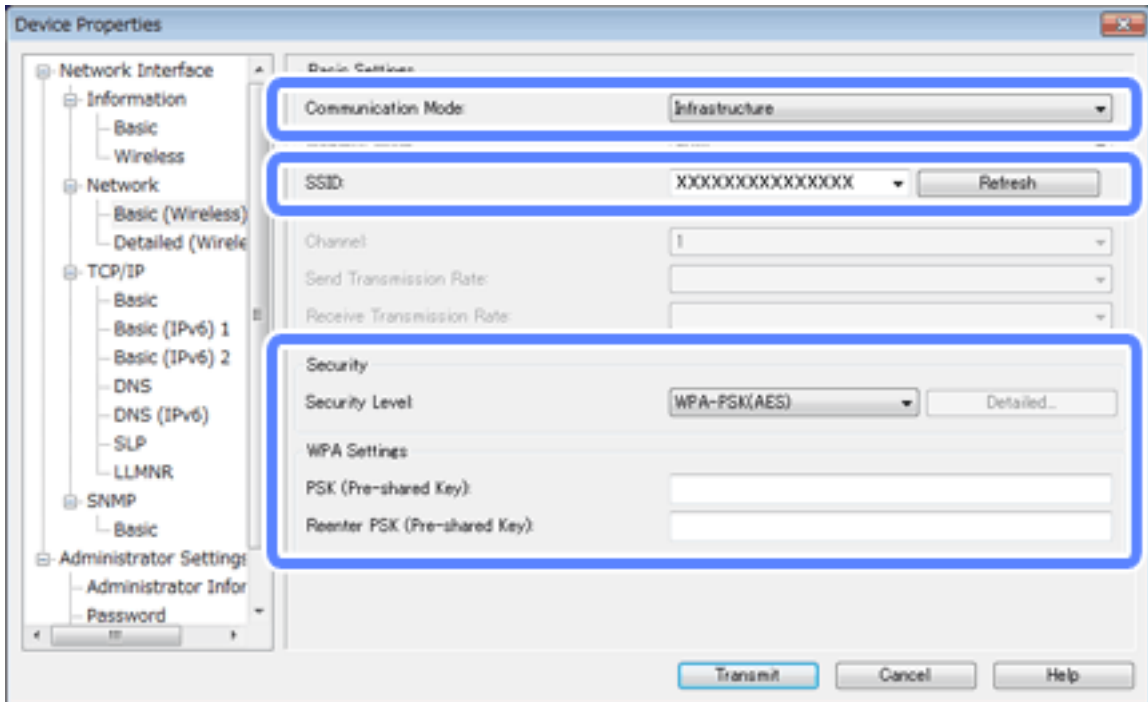 Device Properties
Network Interface
Information
Basic
Wireless
Network
Basic (Wireless)
Detailed (Wirele
TCP/IP
Basic
Basic (IPv6) 1
Basic (IPv6) 2
DNS
DNS (IPv6)
SLP
LLMNR
SNMP
Basic
Administrator Settings
Administrator Infor
Password
Basic Settings
Communication Mode: Infrastructure
SSID: XXXXXXXXXXXXXXX Refresh
Channel: 1
Send Transmission Rate:
Receive Transmission Rate:
Security
Security Level: WPA-PSK(AES) Detailed...
WPA Settings
PSK (Pre-shared Key):
Reenter PSK (Pre-shared Key):
Transmit Cancel Help